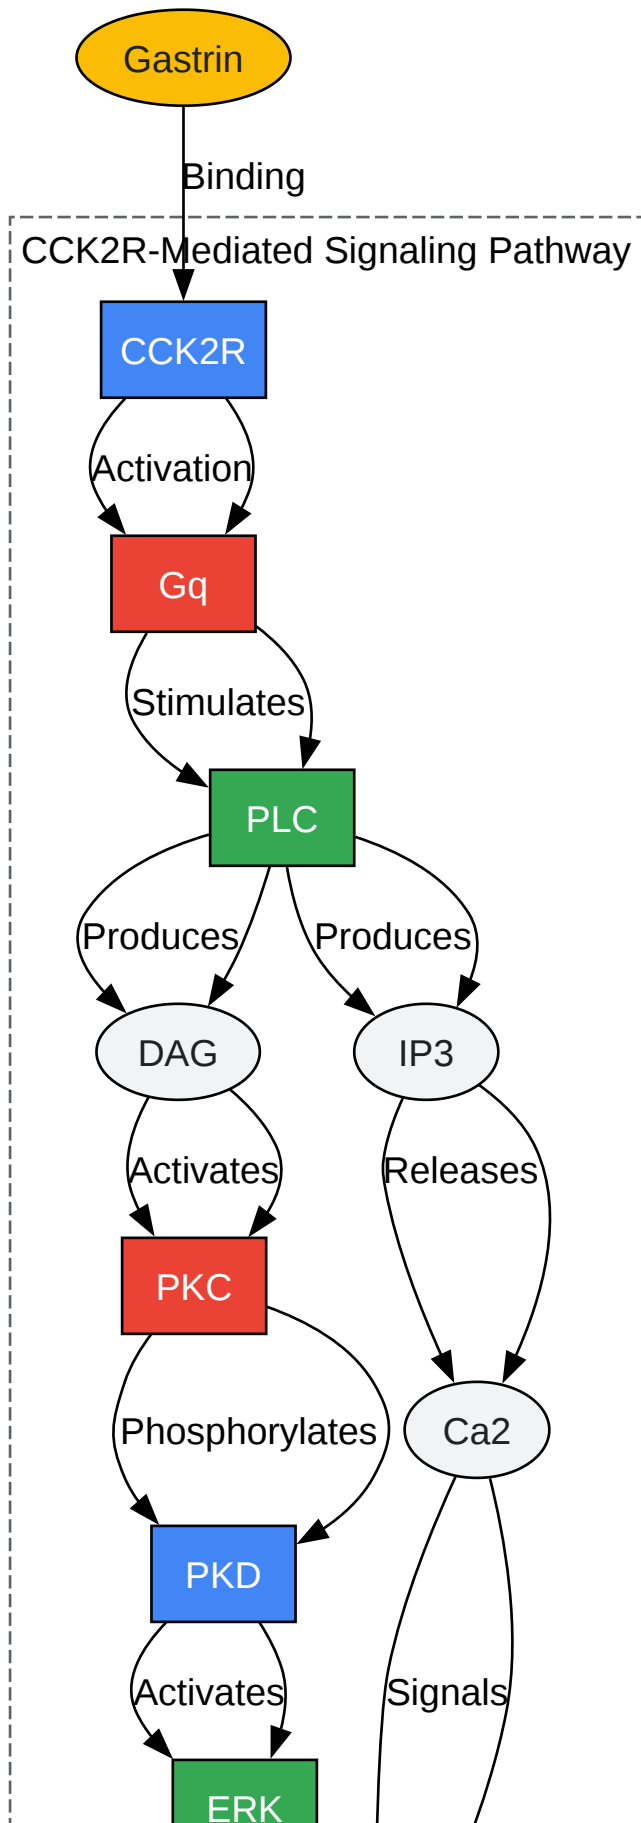 Gastrin
Binding
CCK2R-Mediated Signaling Pathway
CCK2R
Activation
Gq
Stimulates
PLC
Produces
Produces
DAG
IP3
Activates
Releases
PKC
Phosphorylates
Ca2
PKD
Activates
Signals
ERK